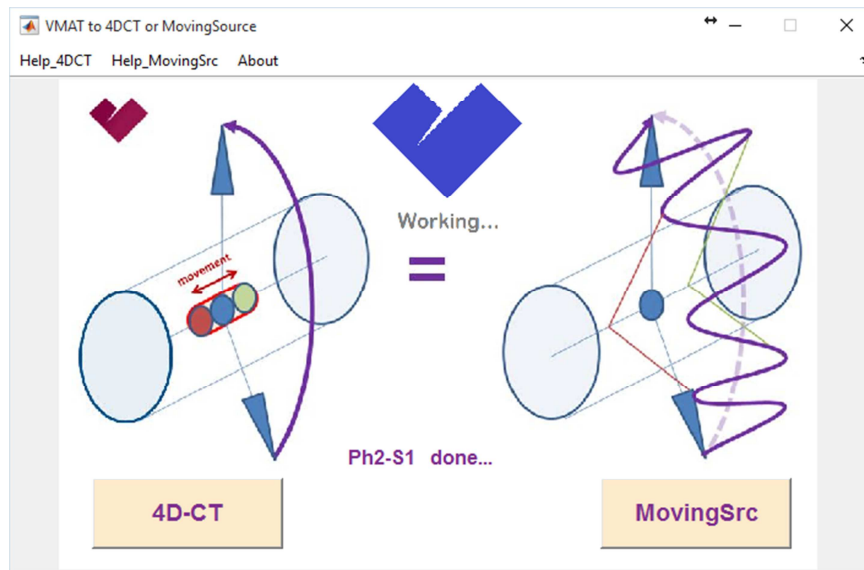 VMAT to 4DCT or MovingSource
Help_4DCT Help_MovingSrc About
Working...
movement
=
Ph2-S1 done...
4D-CT MovingSrc